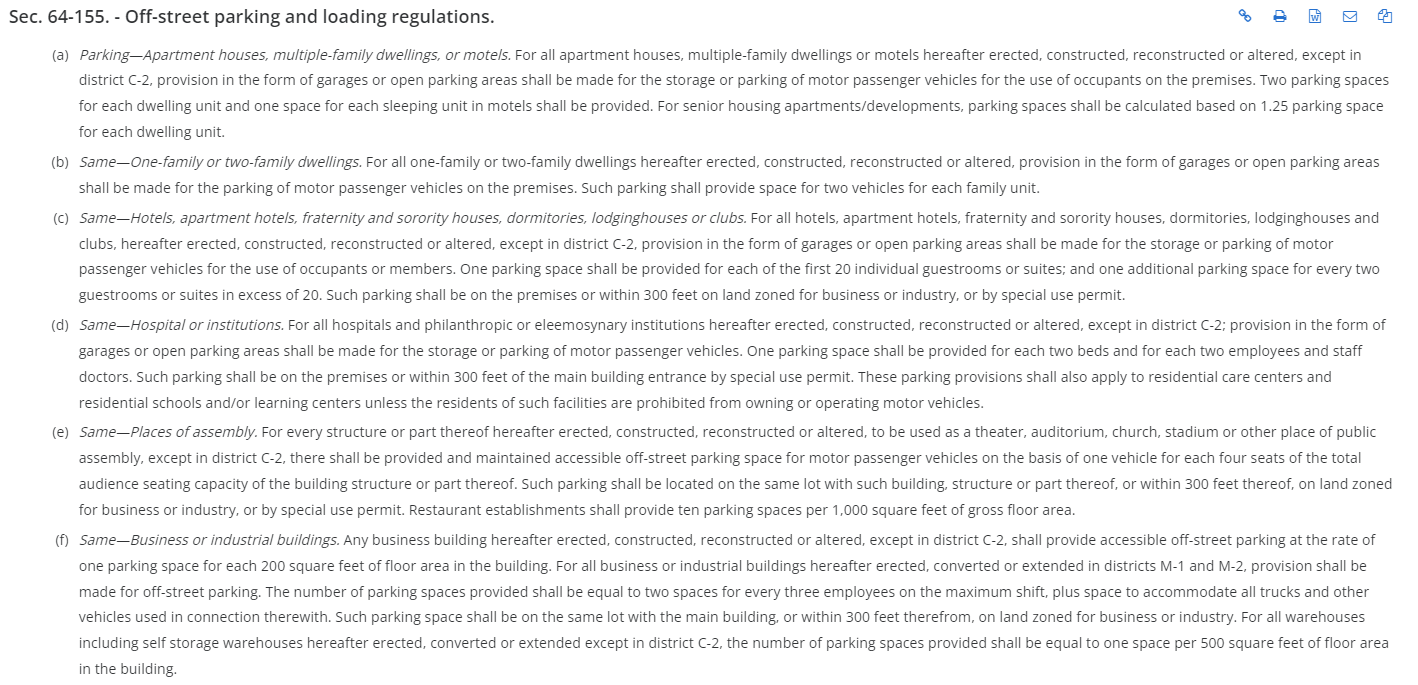 Sec. 64-155. - Off-street parking and loading regulations.
(a) Parking—Apartment houses, multiple-family dwellings, or motels. For all apartment houses, multiple-family dwellings or motels hereafter erected, constructed, reconstructed or altered, except in
district C-2, provision in the form of garages or open parking areas shall be made for the storage or parking of motor passenger vehicles for the use of occupants on the premises. Two parking spaces
for each dwelling unit and one space for each sleeping unit in motels shall be provided. For senior housing apartments/developments, parking spaces shall be calculated based on 1.25 parking space
for each dwelling unit.
(b) Same—One-family or two-family dwellings. For all one-family or two-family dwellings hereafter erected, constructed, reconstructed or altered, provision in the form of garages or open parking areas
shall be made for the parking of motor passenger vehicles on the premises. Such parking shall provide space for two vehicles for each family unit.
(c) Same—Hotels, apartment hotels, fraternity and sorority houses, dormitories, lodginghouses or clubs. For all hotels, apartment hotels, fraternity and sorority houses, dormitories, lodginghouses and
clubs, hereafter erected, constructed, reconstructed or altered, except in district C-2, provision in the form of garages or open parking areas shall be made for the storage or parking of motor
passenger vehicles for the use of occupants or members. One parking space shall be provided for each of the first 20 individual guestrooms or suites; and one additional parking space for every two
guestrooms or suites in excess of 20. Such parking shall be on the premises or within 300 feet on land zoned for business or industry, or by special use permit.
(d) Same—Hospital or institutions. For all hospitals and philanthropic or eleemosynary institutions hereafter erected, constructed, reconstructed or altered, except in district C-2; provision in the form of
garages or open parking areas shall be made for the storage or parking of motor passenger vehicles. One parking space shall be provided for each two beds and for each two employees and staff
doctors. Such parking shall be on the premises or within 300 feet of the main building entrance by special use permit. These parking provisions shall also apply to residential care centers and
residential schools and/or learning centers unless the residents of such facilities are prohibited from owning or operating motor vehicles.
(e) Same—Places of assembly. For every structure or part thereof hereafter erected, constructed, reconstructed or altered, to be used as a theater, auditorium, church, stadium or other place of public
assembly, except in district C-2, there shall be provided and maintained accessible off-street parking space for motor passenger vehicles on the basis of one vehicle for each four seats of the total
audience seating capacity of the building structure or part thereof. Such parking shall be located on the same lot with such building, structure or part thereof, or within 300 feet thereof, on land zoned
for business or industry, or by special use permit. Restaurant establishments shall provide ten parking spaces per 1,000 square feet of gross floor area.
(f) Same—Business or industrial buildings. Any business building hereafter erected, constructed, reconstructed or altered, except in district C-2, shall provide accessible off-street parking at the rate of
one parking space for each 200 square feet of floor area in the building. For all business or industrial buildings hereafter erected, converted or extended in districts M-1 and M-2, provision shall be
made for off-street parking. The number of parking spaces provided shall be equal to two spaces for every three employees on the maximum shift, plus space to accommodate all trucks and other
vehicles used in connection therewith. Such parking space shall be on the same lot with the main building, or within 300 feet therefrom, on land zoned for business or industry. For all warehouses
including self storage warehouses hereafter erected, converted or extended except in district C-2, the number of parking spaces provided shall be equal to one space per 500 square feet of floor area
in the building.